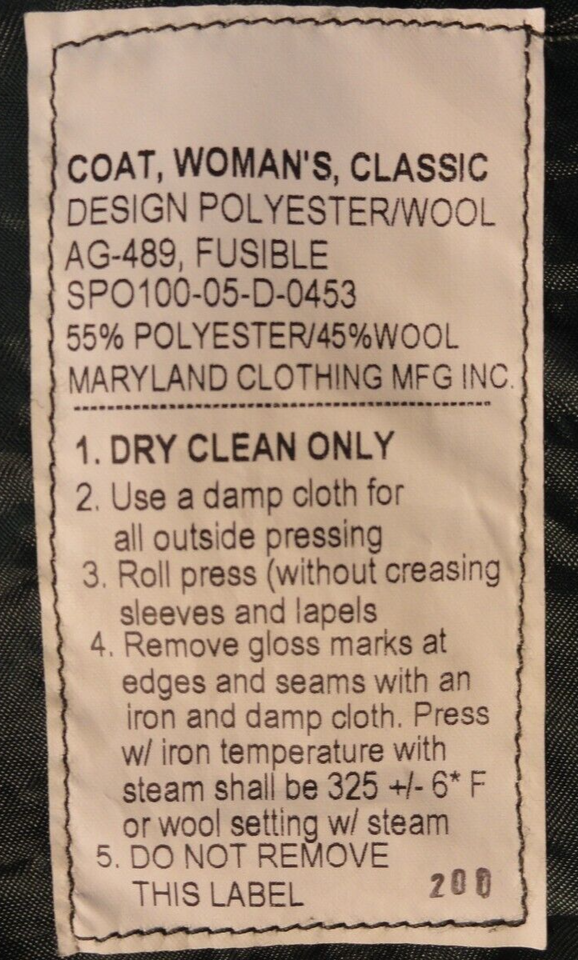 COAT, WOMAN'S, CLASSIC
DESIGN POLYESTER/WOOL
AG-489, FUSIBLE
SPO100-05-D-0453
55% POLYESTER/45%WOOL
MARYLAND CLOTHING MFG INC.
1. DRY CLEAN ONLY
2. Use a damp cloth for
all outside pressing
3. Roll press (without creasing
sleeves and lapels
4. Remove gloss marks at
edges and seams with an
iron and damp cloth. Press
w/ iron temperature with
steam shall be 325 +/- 6* F
or wool setting w/ steam
5. DO NOT REMOVE
THIS LABEL
200